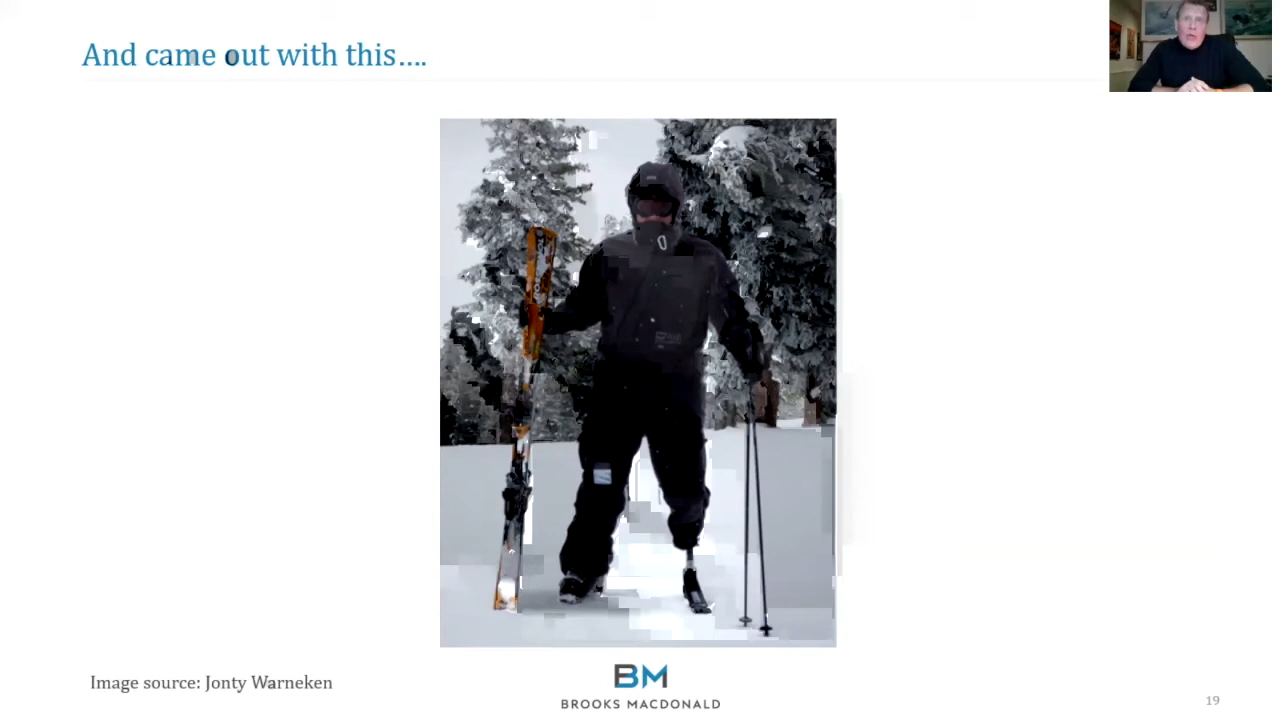 And came out with this....
Image source: Jonty Warneken
BM
BROOKS MACDONALD
19